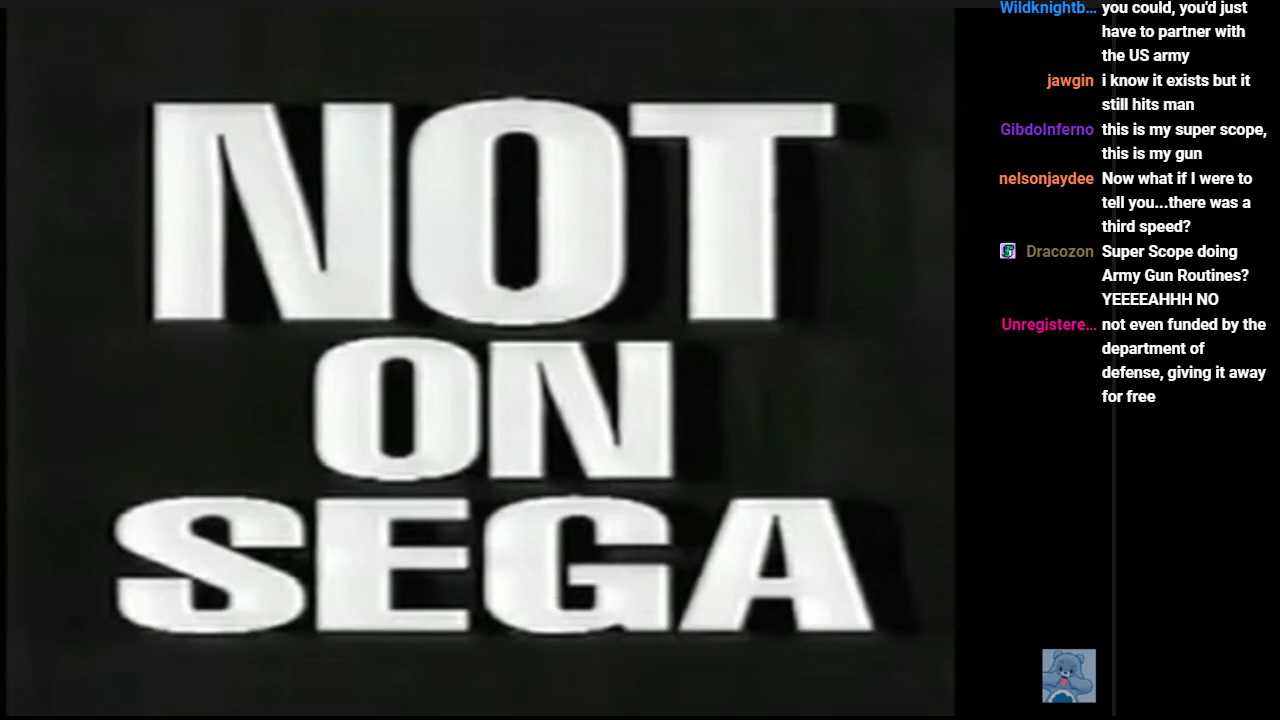 NOT
ON
SEGA
Wildknightb… you could, you'd just
have to partner with
the US army
jawgin i know it exists but it
still hits man
GibdoInferno this is my super scope,
this is my gun
nelsonjaydee Now what if I were to
tell you...there was a
third speed?
Dracozon Super Scope doing
Army Gun Routines?
YEEEEAHHH NO
Unregistere… not even funded by the
department of
defense, giving it away
for free